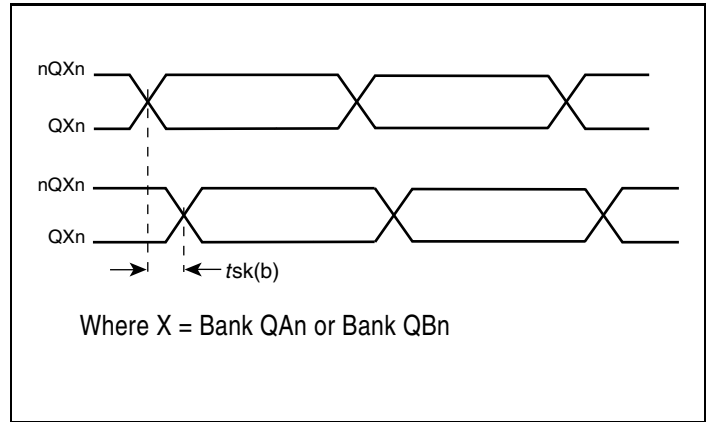 nQXn
QXn
nQXn
QXn
tsk(b)
Where X = Bank QAn or Bank QBn